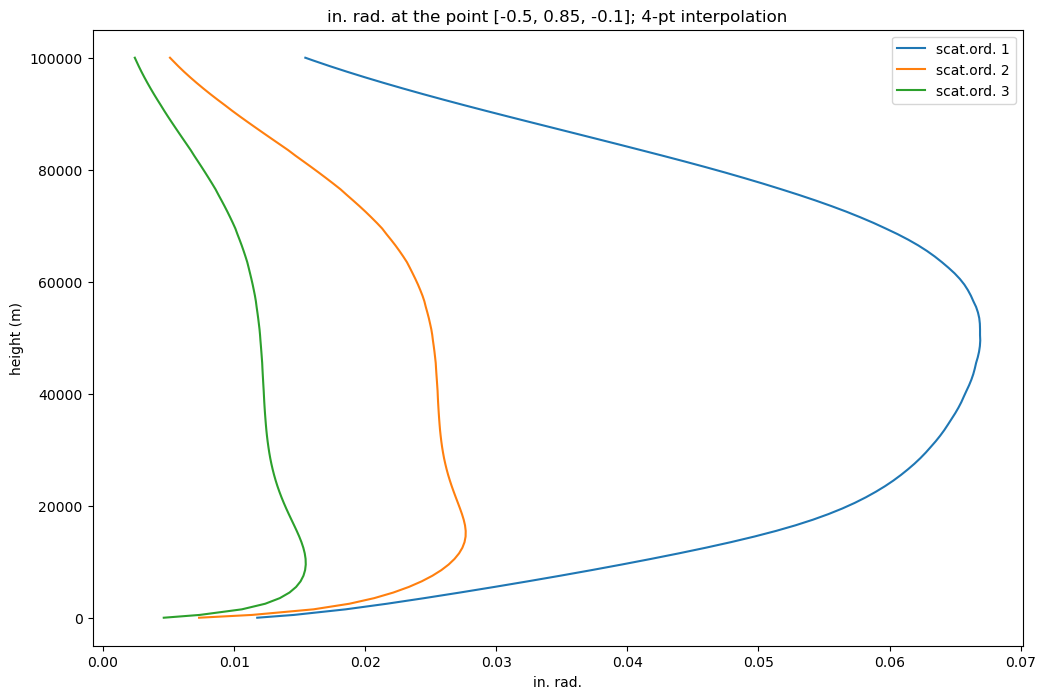 in. rad. at the point [-0.5, 0.85, -0.1]; 4-pt interpolation
scat.ord. 1
scat.ord. 2
scat.ord. 3
height (m)
100000
80000
60000
40000
20000
0
0.00 0.01 0.02 0.03 0.04 0.05 0.06 0.07
in. rad.